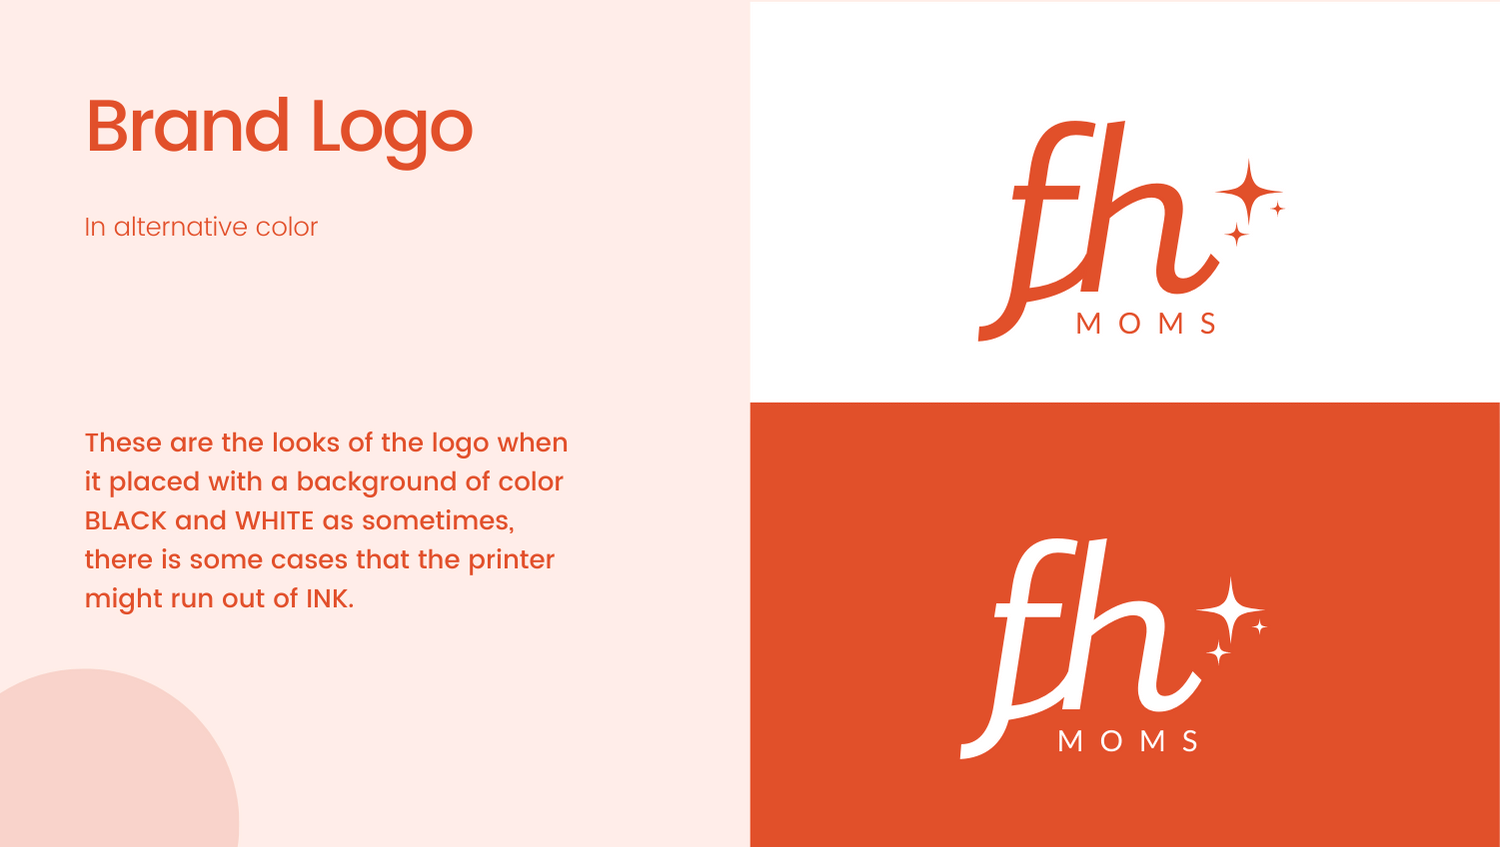 Brand Logo
In alternative color
These are the looks of the logo when
it placed with a background of color
BLACK and WHITE as sometimes,
there is some cases that the printer
might run out of INK.
fh
MOMS
fh
MOMS